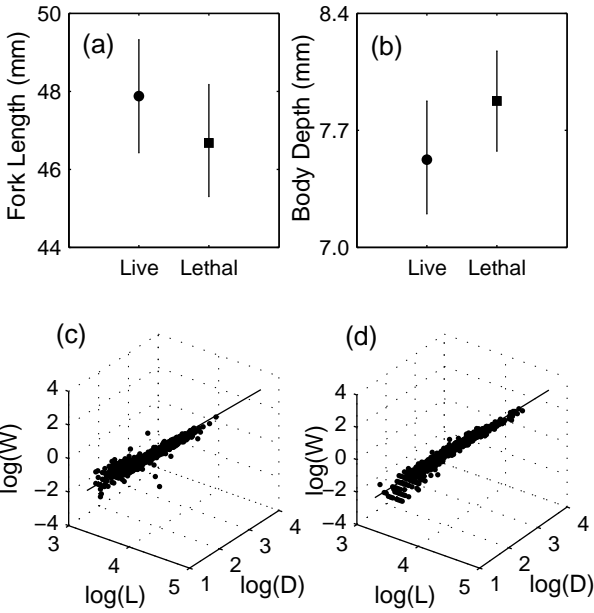 50
48
46
44
Fork Length (mm)
(a)
Live
Lethal
8.4
7.7
7.0
Body Depth (mm)
(b)
Live
Lethal
(c)
4
2
0
−2
−4
log(W)
3
4
5
log(L)
1
2
3
4
log(D)
(d)
4
2
0
−2
−4
log(W)
3
4
5
log(L)
1
2
3
4
log(D)